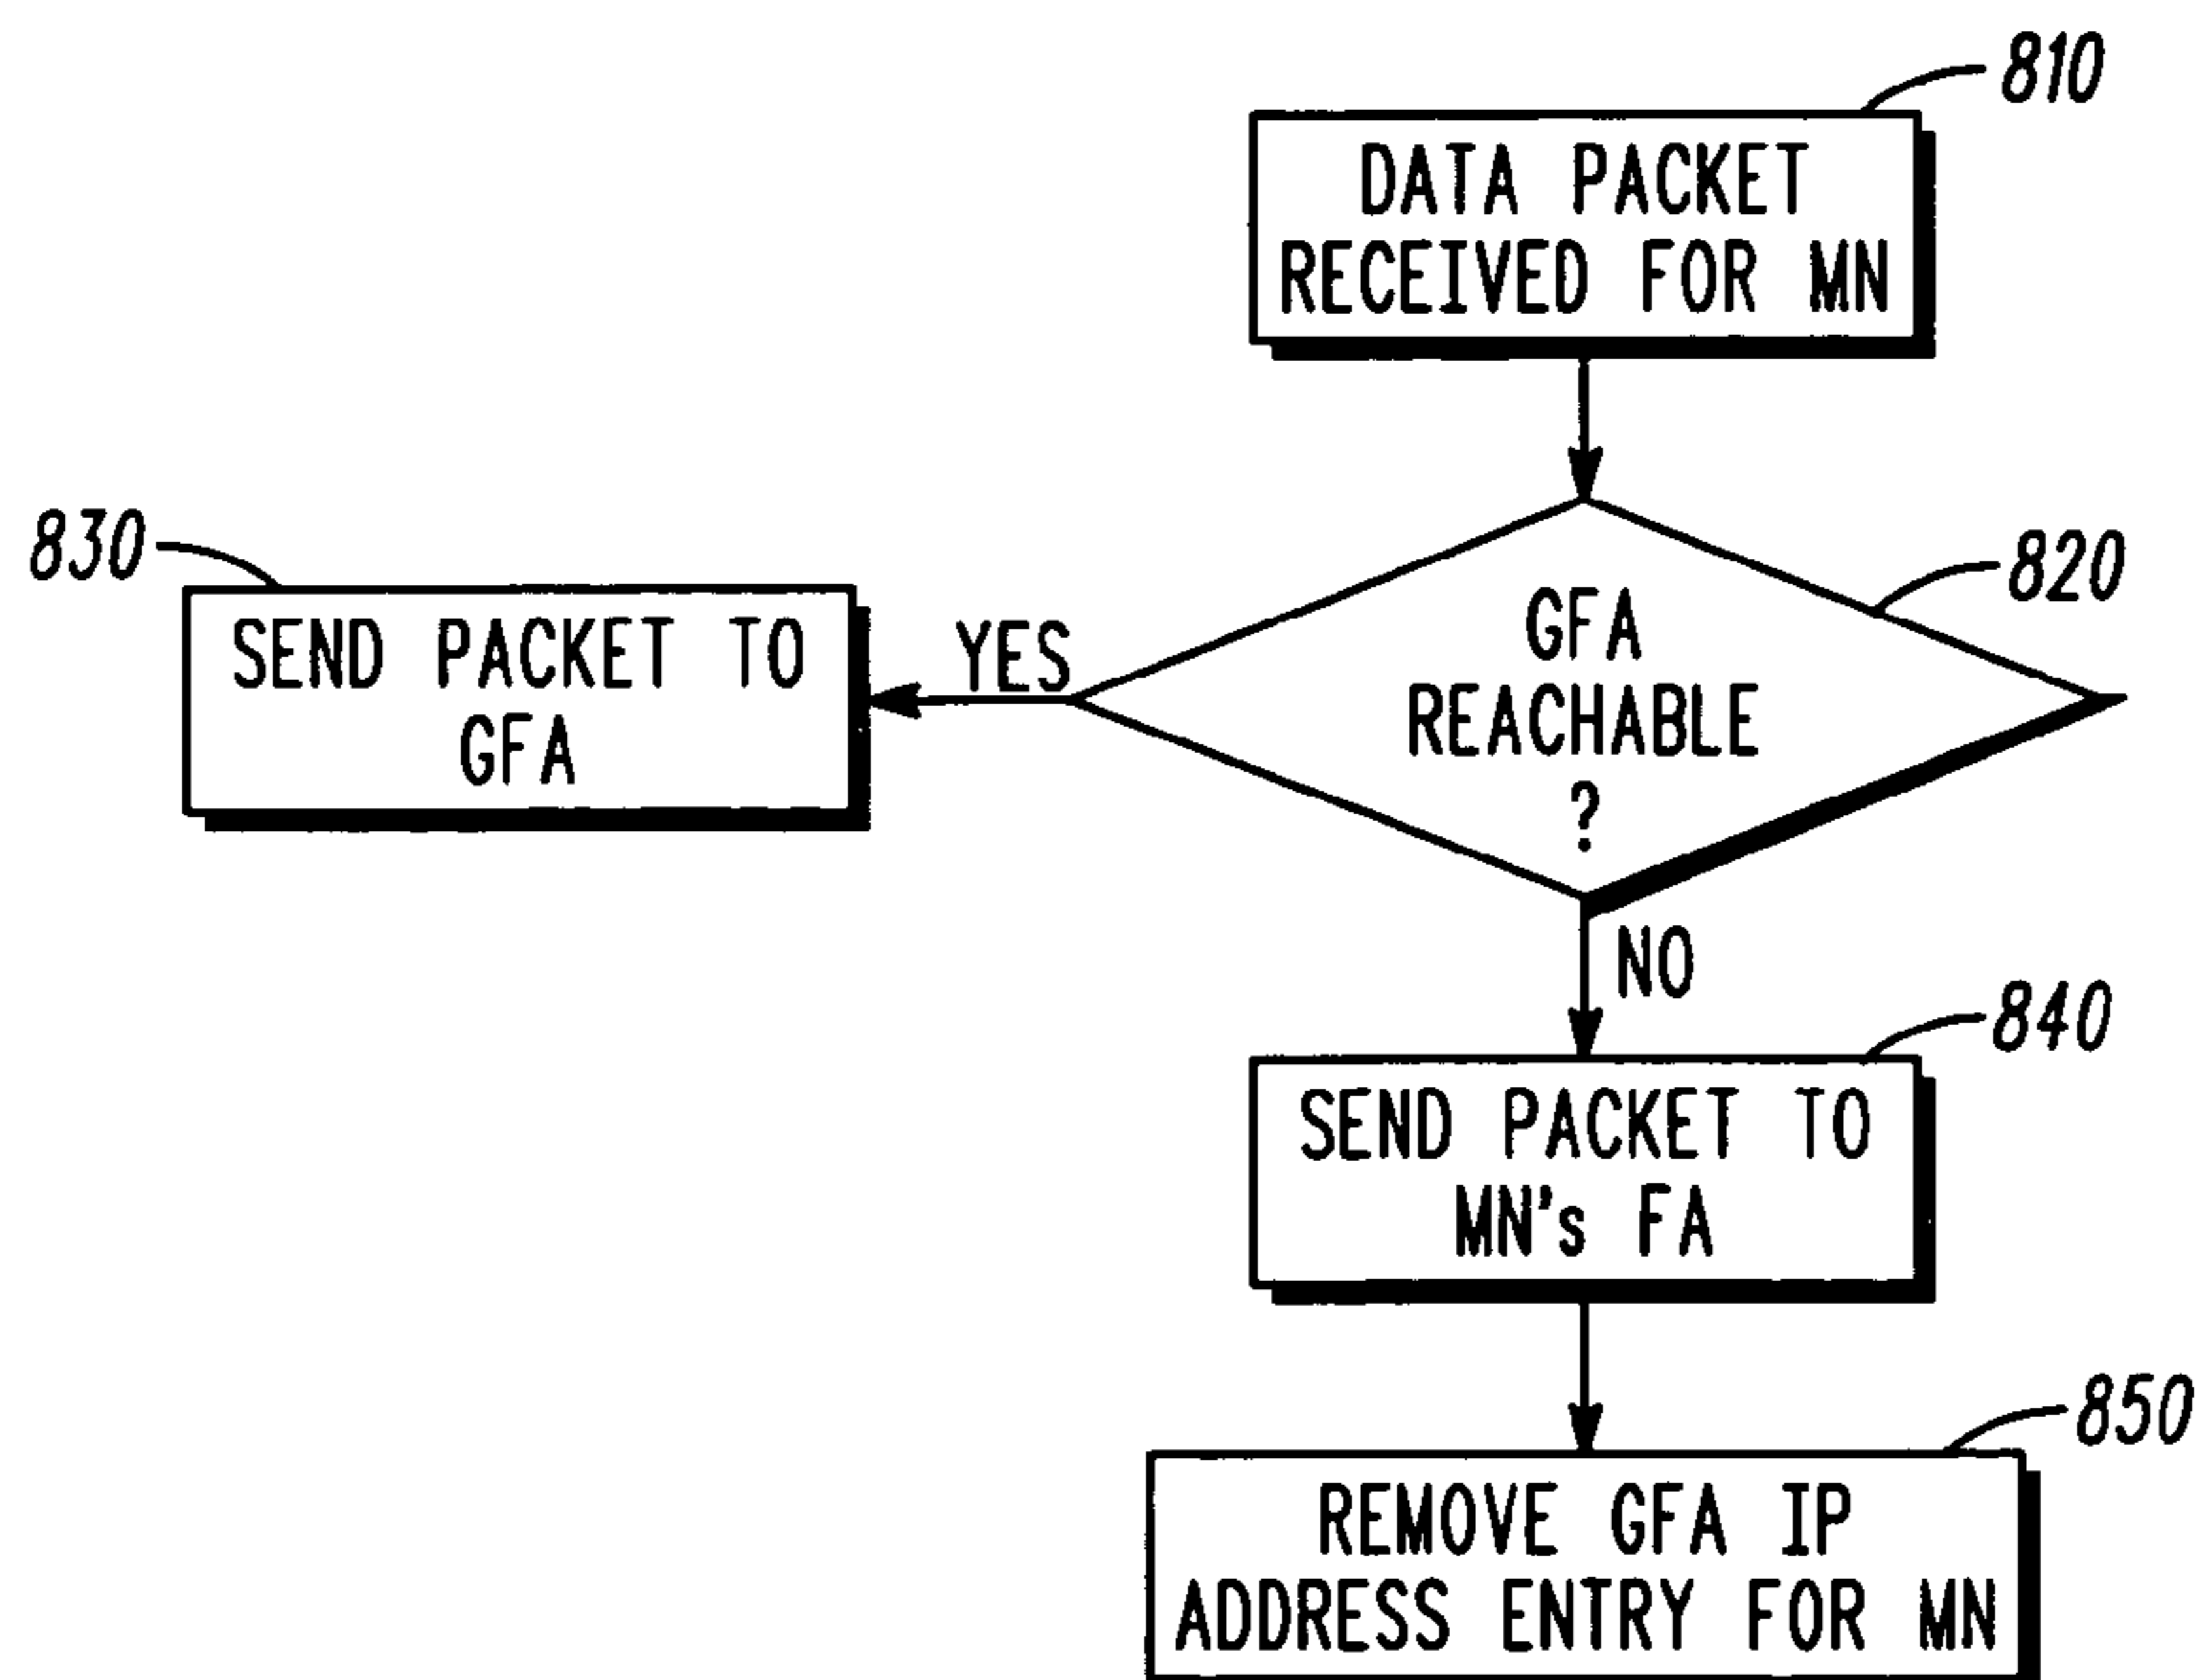 810
DATA PACKET
RECEIVED FOR MN
820
GFA
REACHABLE
?
YES
830
SEND PACKET TO
GFA
NO
840
SEND PACKET TO
MN's FA
850
REMOVE GFA IP
ADDRESS ENTRY FOR MN